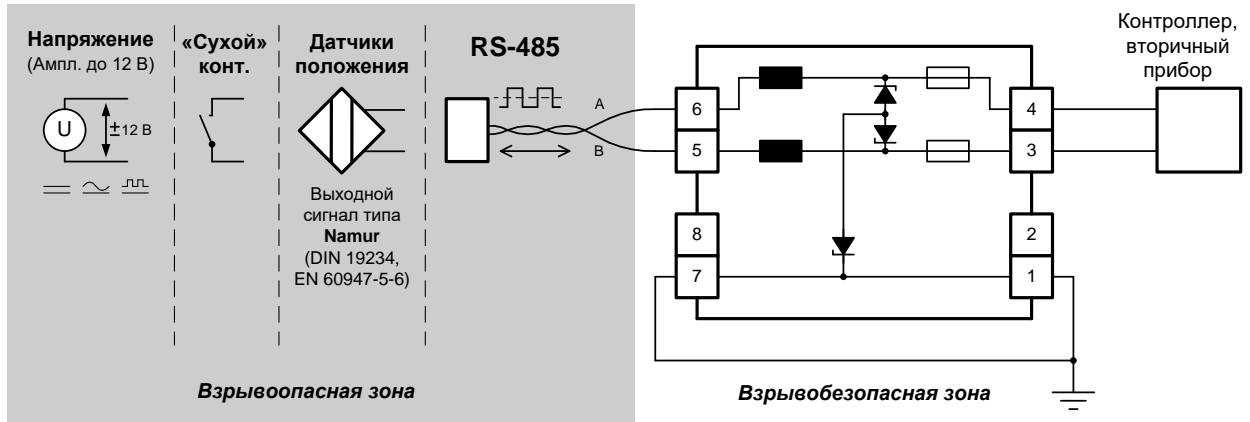 Напряжение
(Ампл. до 12 В)
U
±12 В
«Сухой»
конт.
Датчики
положения
Выходной
сигнал типа
Namur
(DIN 19234,
EN 60947-5-6)
RS-485
A
B
6
5
8
7
4
3
2
1
Контроллер,
вторичный
прибор
Взрывоопасная зона
Взрывобезопасная зона